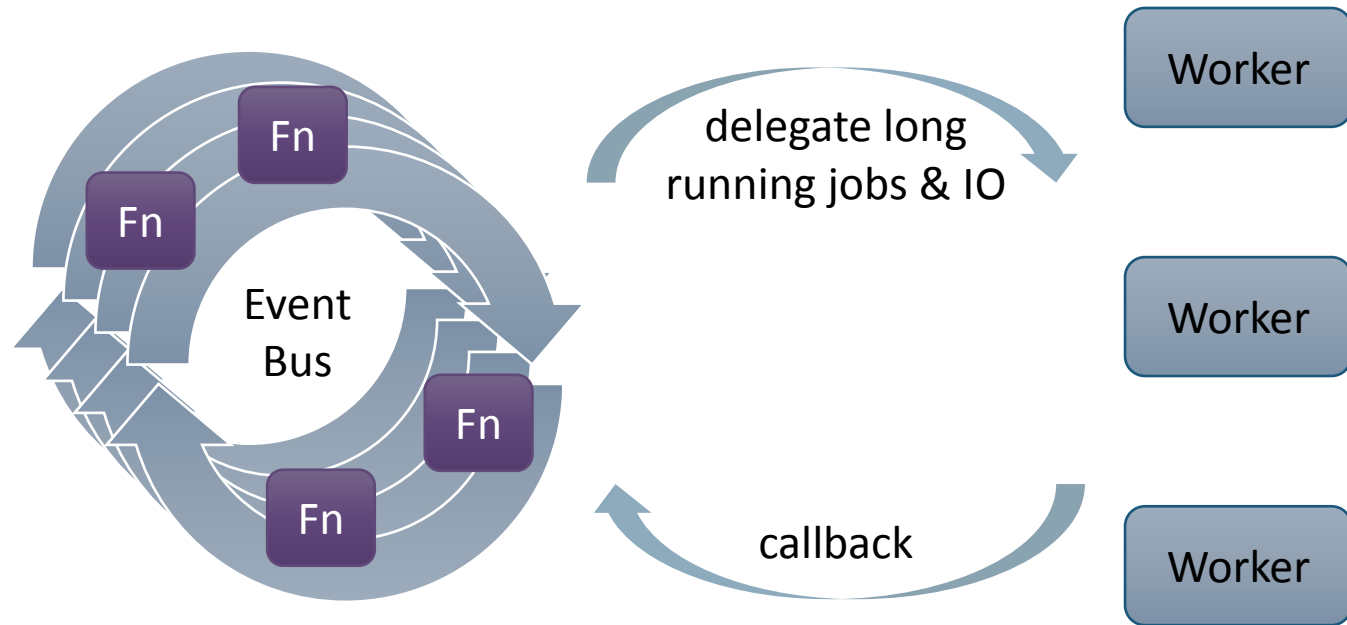 Fn
Fn
Event
Bus
Fn
Fn
delegate long
running jobs & IO
callback
Worker
Worker
Worker